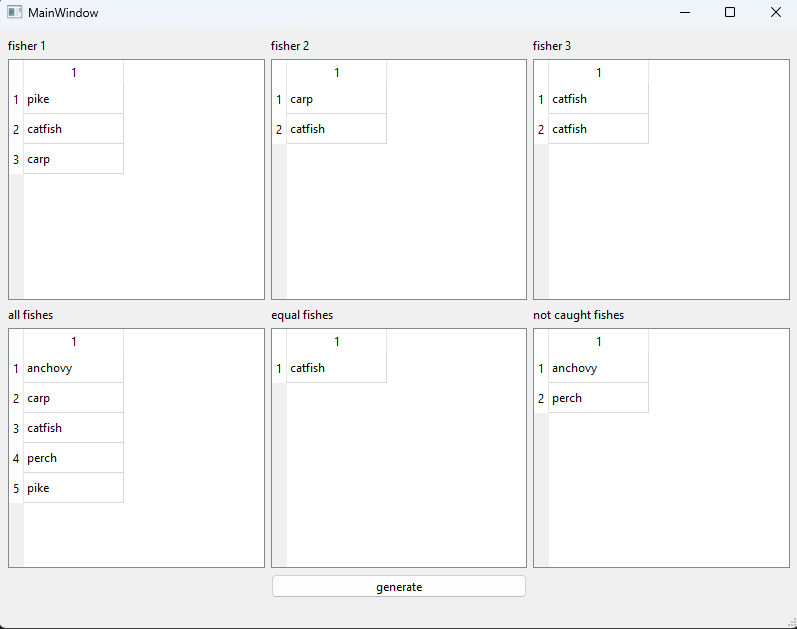 MainWindow
fisher 1
1
1 pike
2 catfish
3 carp
fisher 2
1
1 carp
2 catfish
fisher 3
1
1 catfish
2 catfish
all fishes
1
1 anchovy
2 carp
3 catfish
4 perch
5 pike
equal fishes
1
1 catfish
not caught fishes
1
1 anchovy
2 perch
generate